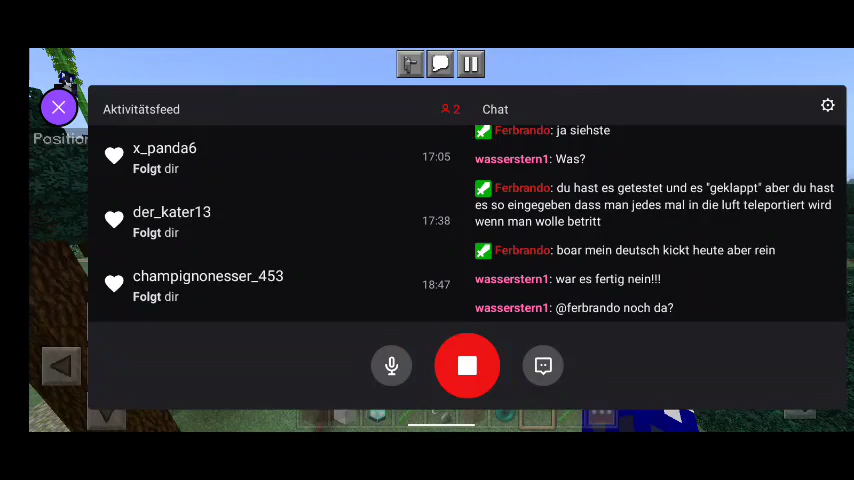 Position
Aktivitätsfeed
2
x_panda6
Folgt dir
17:05
der_kater13
Folgt dir
17:38
champignonesser_453
Folgt dir
18:47
Chat
Ferbrando: ja siehste
wasserstern1: Was?
Ferbrando: du hast es getestet und es "geklappt" aber du hast
es so eingegeben dass man jedes mal in die luft teleportiert wird
wenn man wolle betritt
Ferbrando: boar mein deutsch kickt heute aber rein
wasserstern1: war es fertig nein!!!
wasserstern1: @ferbrando noch da?